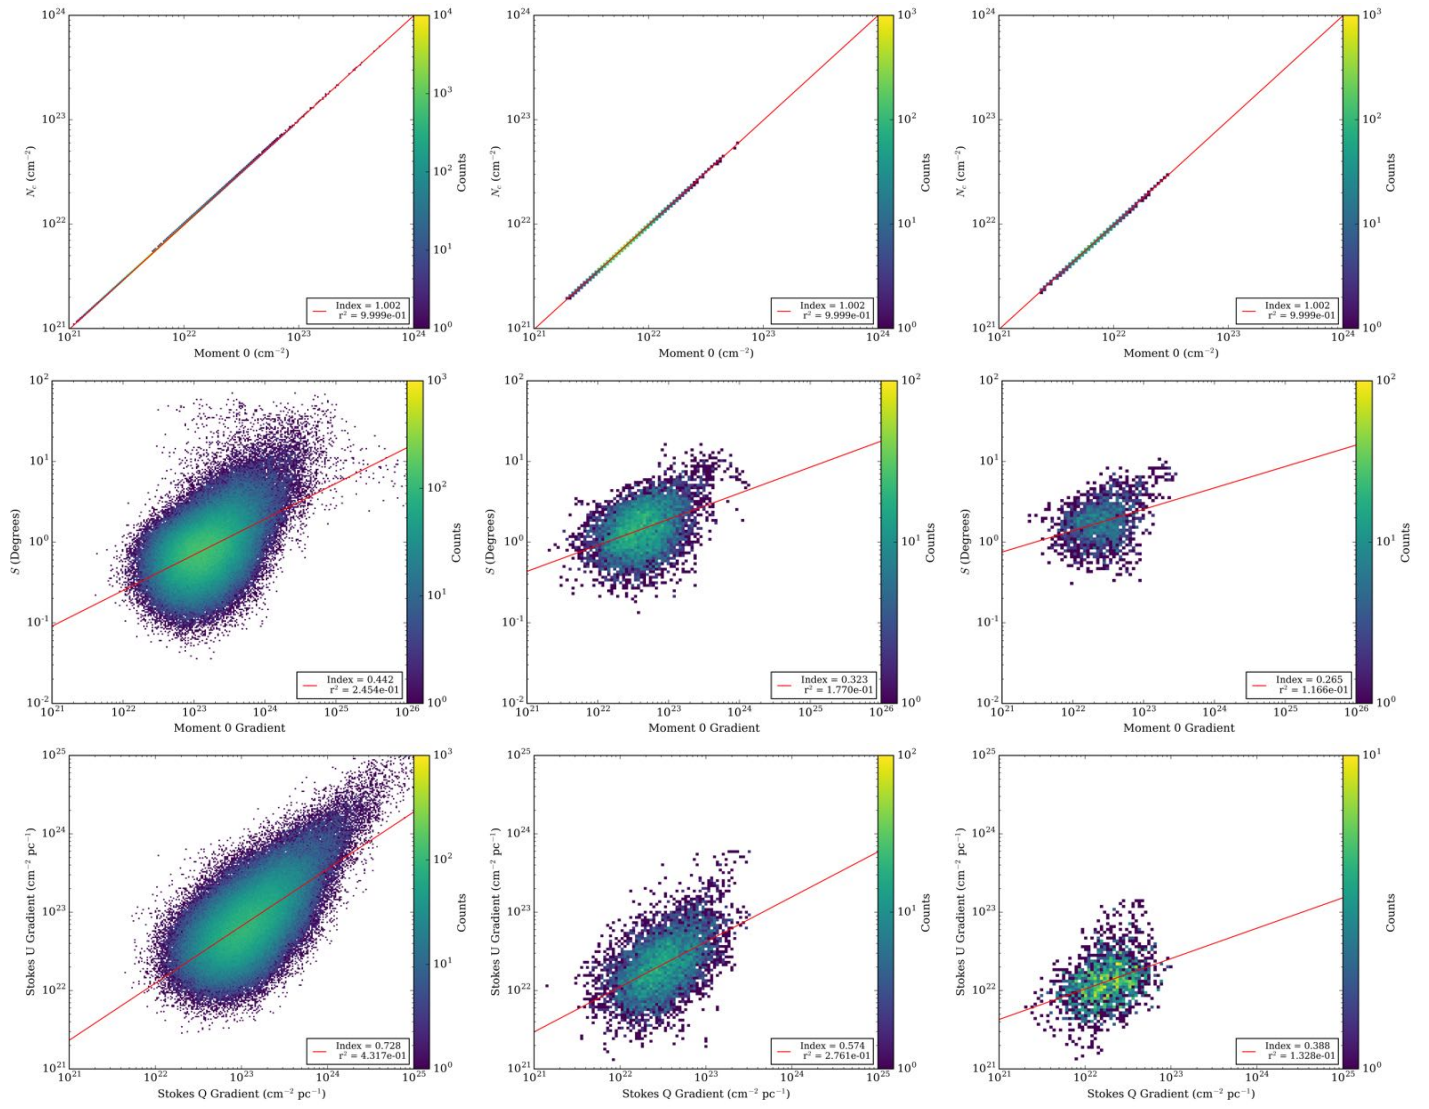 10^24
10^23
10^22
10^21
N_c (cm^−2)
10^21
10^22
10^23
10^24
Moment 0 (cm^−2)
Index = 1.002
r^2 = 9.999e-01
10^4
10^3
10^2
10^1
10^0
Counts
10^24
10^23
10^22
10^21
N_c (cm^−2)
10^21
10^22
10^23
10^24
Moment 0 (cm^−2)
Index = 1.002
r^2 = 9.999e-01
10^3
10^2
10^1
10^0
Counts
10^24
10^23
10^22
10^21
N_c (cm^−2)
10^21
10^22
10^23
10^24
Moment 0 (cm^−2)
Index = 1.002
r^2 = 9.999e-01
10^3
10^2
10^1
10^0
Counts
10^2
10^1
10^0
10^-1
10^-2
S (Degrees)
10^21
10^22
10^23
10^24
10^25
10^26
Moment 0 Gradient
Index = 0.442
r^2 = 2.454e-01
10^3
10^2
10^1
10^0
Counts
10^2
10^1
10^0
10^-1
10^-2
S (Degrees)
10^21
10^22
10^23
10^24
10^25
10^26
Moment 0 Gradient
Index = 0.323
r^2 = 1.770e-01
10^2
10^1
10^0
Counts
10^2
10^1
10^0
10^-1
10^-2
S (Degrees)
10^21
10^22
10^23
10^24
10^25
10^26
Moment 0 Gradient
Index = 0.265
r^2 = 1.166e-01
10^2
10^1
10^0
Counts
10^25
10^24
10^23
10^22
10^21
Stokes U Gradient (cm^−2 pc^−1)
10^21
10^22
10^23
10^24
10^25
Stokes Q Gradient (cm^−2 pc^−1)
Index = 0.728
r^2 = 4.317e-01
10^3
10^2
10^1
10^0
Counts
10^25
10^24
10^23
10^22
10^21
Stokes U Gradient (cm^−2 pc^−1)
10^21
10^22
10^23
10^24
10^25
Stokes Q Gradient (cm^−2 pc^−1)
Index = 0.574
r^2 = 2.761e-01
10^2
10^1
10^0
Counts
10^25
10^24
10^23
10^22
10^21
Stokes U Gradient (cm^−2 pc^−1)
10^21
10^22
10^23
10^24
10^25
Stokes Q Gradient (cm^−2 pc^−1)
Index = 0.388
r^2 = 1.328e-01
10^1
10^0
Counts